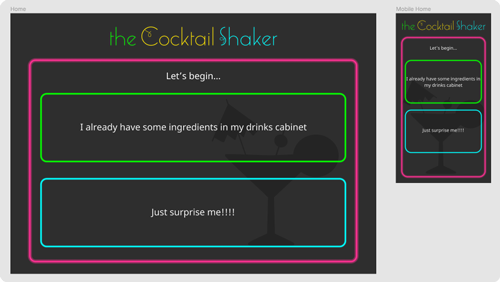 Home
the Cocktail Shaker
Let's begin...
I already have some ingredients in my drinks cabinet
Just surprise me!!!!
Mobile Home
the Cocktail Shaker
Let's begin...
I already have some ingredients in
my drinks cabinet
Just surprise me!!!!